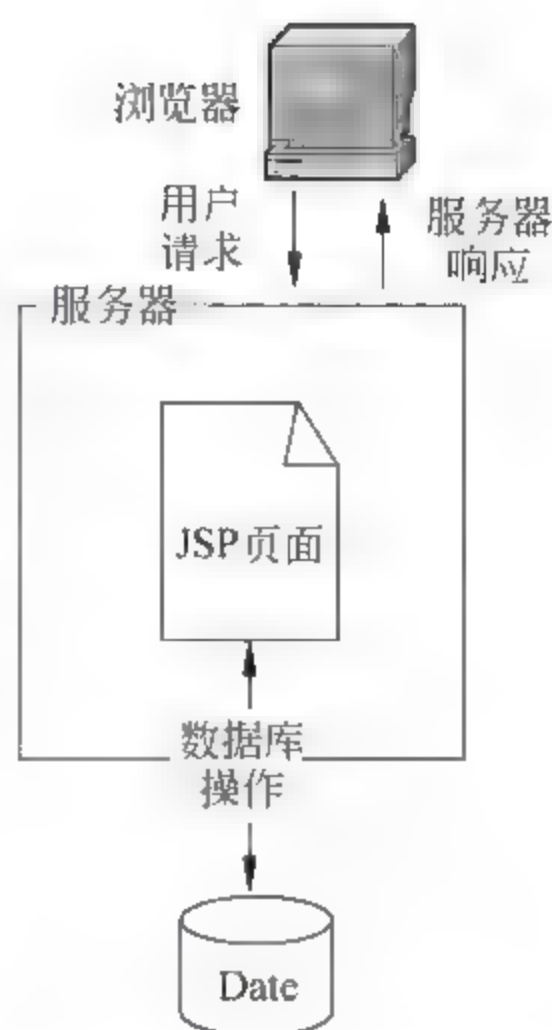 浏览器
用户
请求
服务器
响应
服务器
JSP页面
数据库
操作
Date